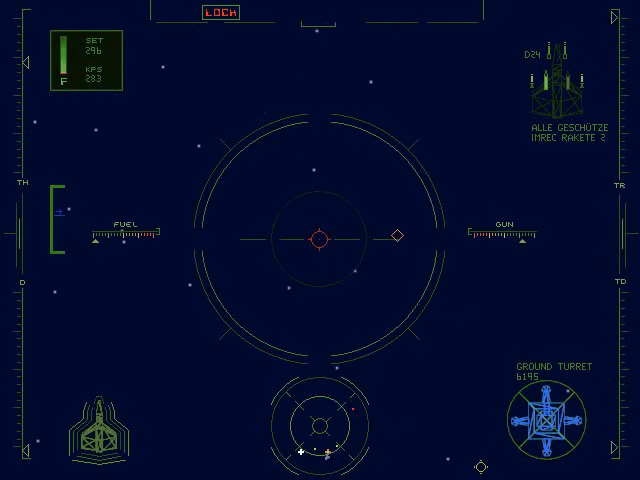 LOCK
SET
296
KPS
283
F
D24
ALLE GESCHÜTZE
IMREC RAKETE 2
TH
TR
FUEL
GUN
D
TD
GROUND TURRET
6195